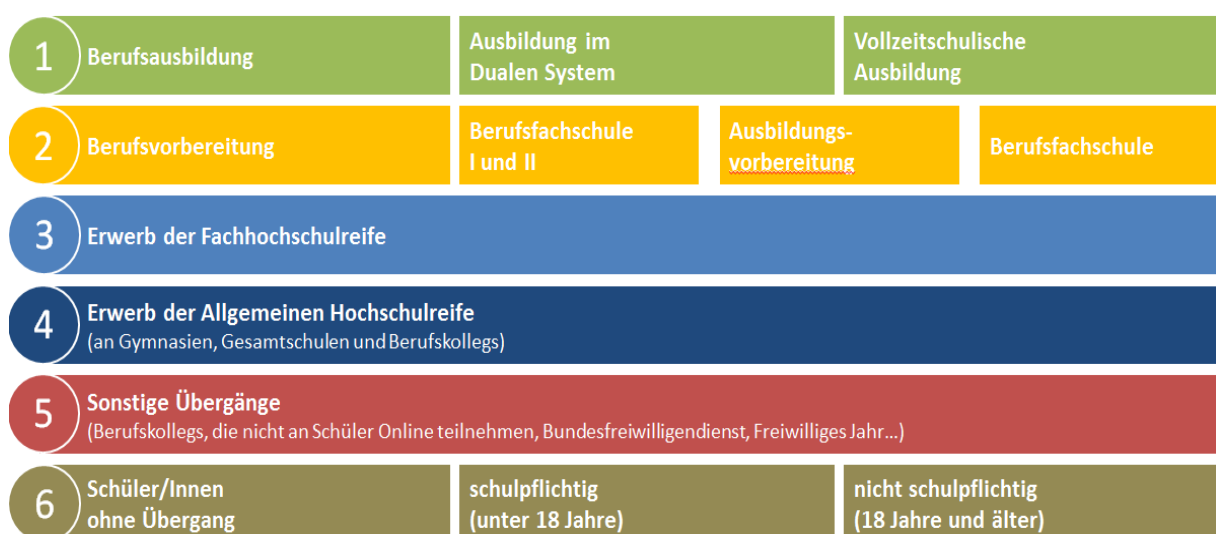 1
Berufsausbildung
Ausbildung im
Dualen System
Vollzeitschulische
Ausbildung
2
Berufsvorbereitung
Berufsfachschule
I und II
Ausbildungs-
vorbereitung
Berufsfachschule
3
Erwerb der Fachhochschulreife
4
Erwerb der Allgemeinen Hochschulreife
(an Gymnasien, Gesamtschulen und Berufskollegs)
5
Sonstige Übergänge
(Berufskollegs, die nicht an Schüler Online teilnehmen, Bundesfreiwilligendienst, Freiwilliges Jahr...)
6
Schüler/Innen
ohne Übergang
schulpflichtig
(unter 18 Jahre)
nicht schulpflichtig
(18 Jahre und älter)